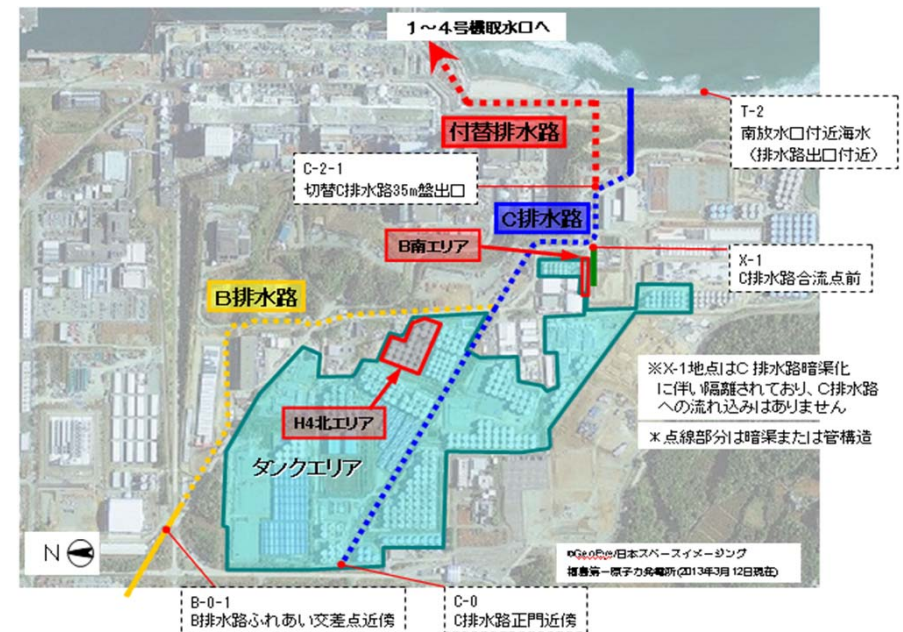 1～4号機取水口へ
付替排水路
T-2
南放水口付近海水
(排水路出口付近)
C-2-1
切替C排水路35m盤出口
C排水路
B南エリア
X-1
C排水路合流点前
B排水路
※X-1地点はC 排水路暗渠化
に伴い隔離されており、C排水路
への流れ込みはありません
＊点線部分は暗渠または管構造
H4北エリア
タンクエリア
N
©GeoEye/日本スペースイメージング
福島第一原子力発電所(2013年3月12日現在)
B-0-1
B排水路ふれあい交差点近傍
C-0
C排水路正門近傍